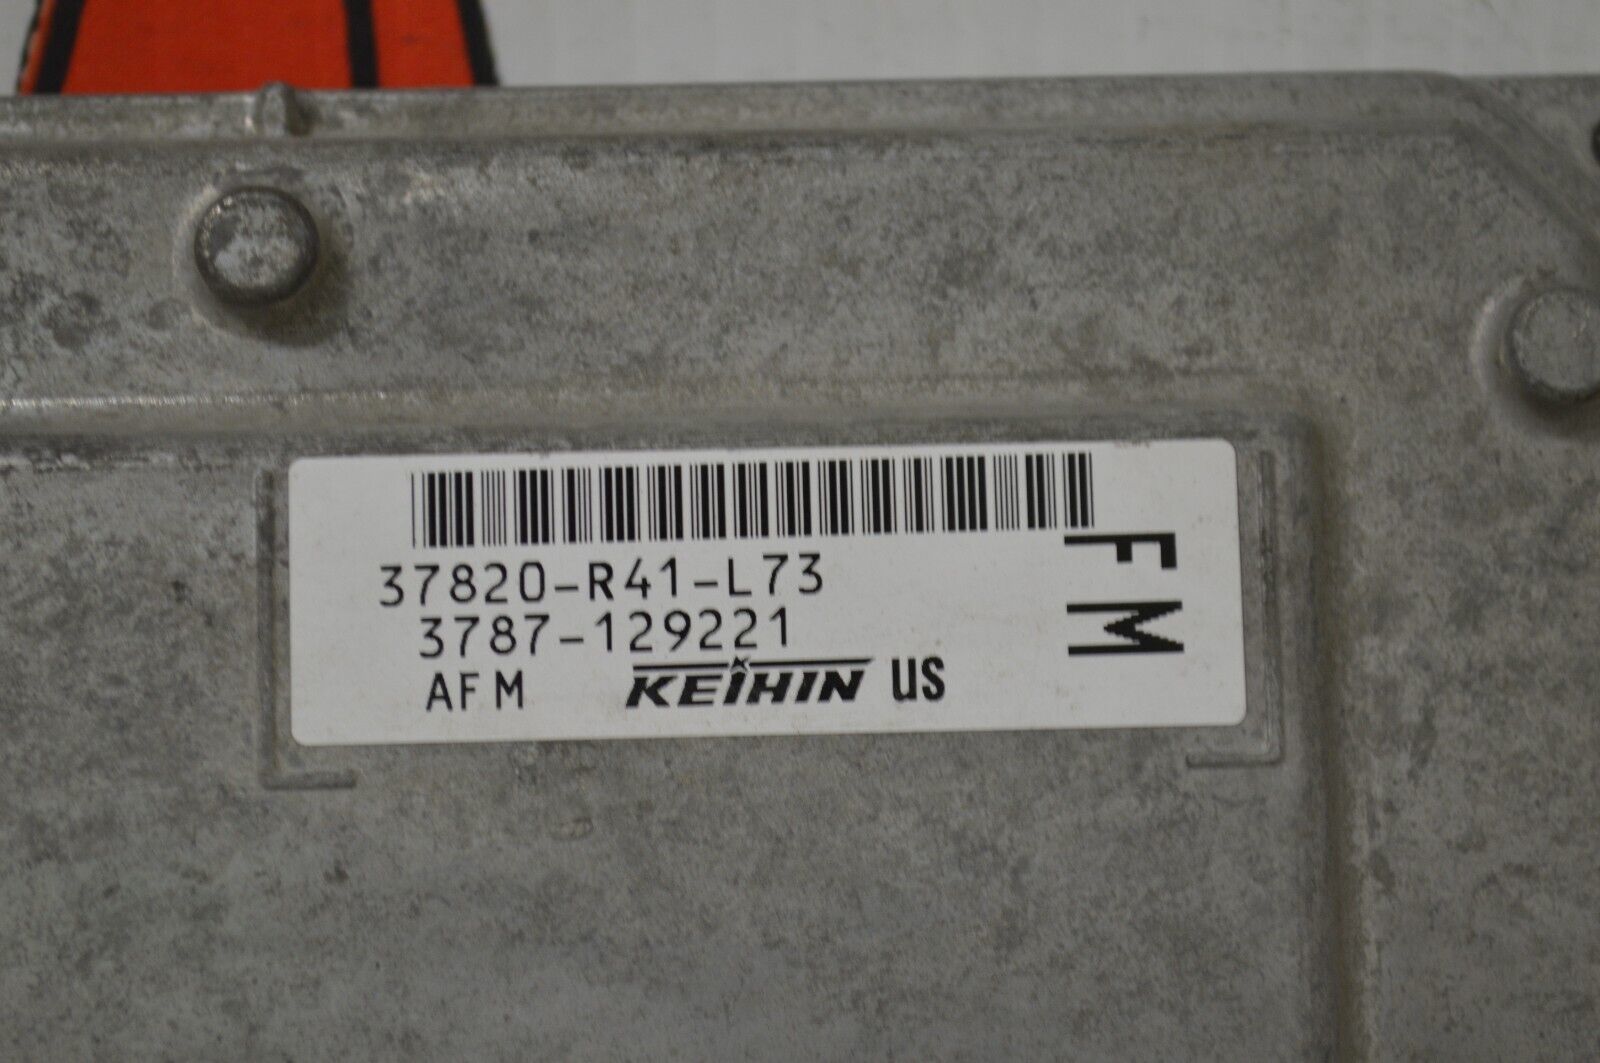 37820-R41-L73
3787-129221
AFM KEIHIN US
FM